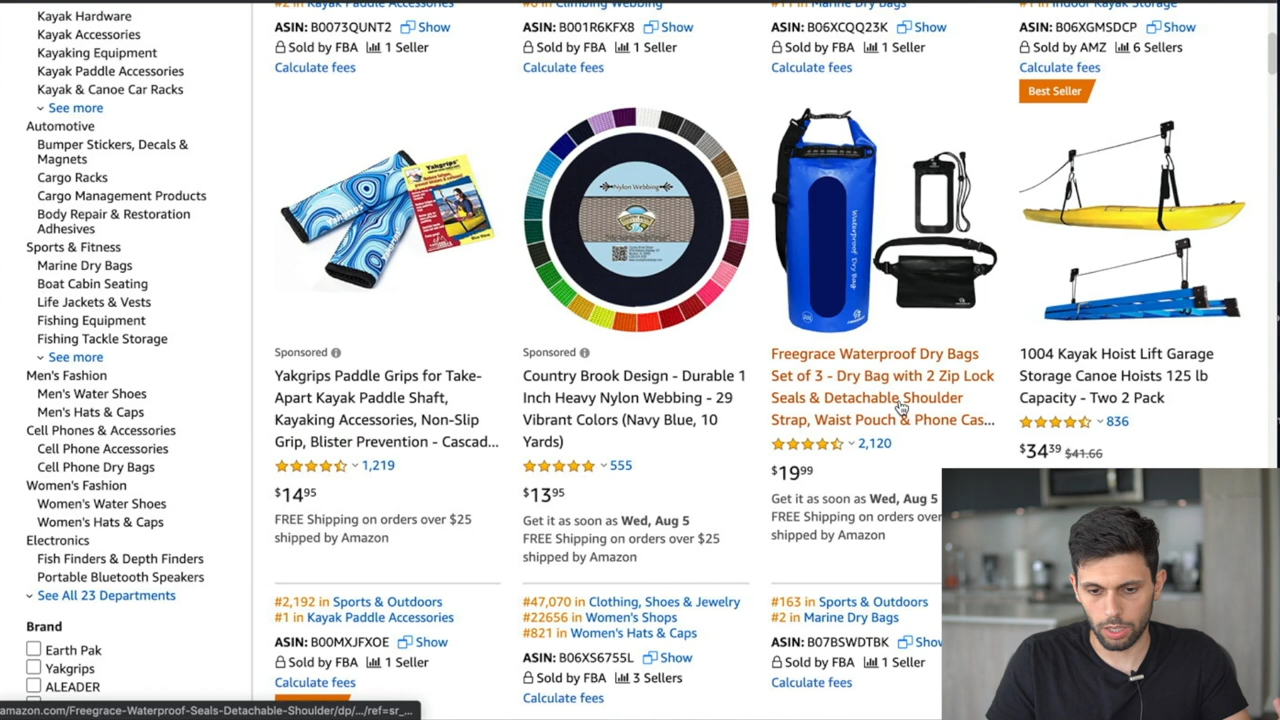 Kayak Hardware
Kayak Accessories
Kayaking Equipment
Kayak Paddle Accessories
Kayak & Canoe Car Racks
See more
Automotive
Bumper Stickers, Decals &
Magnets
Cargo Racks
Cargo Management Products
Body Repair & Restoration
Adhesives
Sports & Fitness
Marine Dry Bags
Boat Cabin Seating
Life Jackets & Vests
Fishing Equipment
Fishing Tackle Storage
See more
Men's Fashion
Men's Water Shoes
Men's Hats & Caps
Cell Phones & Accessories
Cell Phone Accessories
Cell Phone Dry Bags
Women's Fashion
Women's Water Shoes
Women's Hats & Caps
Electronics
Fish Finders & Depth Finders
Portable Bluetooth Speakers
See All 23 Departments
Brand
Earth Pak
Yakgrips
ALEADER
amazon.com/Freegrace-Waterproof-Seals-Detachable-Shoulder/dp/.../ref=sr_...
#2 in Kayak Paddle Accessories
ASIN: B0073QUNT2 Show
Sold by FBA 1 Seller
Calculate fees
Yakgrips
Sponsored
Yakgrips Paddle Grips for Take-
Apart Kayak Paddle Shaft,
Kayaking Accessories, Non-Slip
Grip, Blister Prevention - Cascad...
1,219
$14 95
FREE Shipping on orders over $25
shipped by Amazon
#2,192 in Sports & Outdoors
#1 in Kayak Paddle Accessories
ASIN: B00MXJFXOE Show
Sold by FBA 1 Seller
Calculate fees
#6 in Climbing Webbing
ASIN: B001R6KFX8 Show
Sold by FBA 1 Seller
Calculate fees
Nylon Webbing
Sponsored
Country Brook Design - Durable 1
Inch Heavy Nylon Webbing - 29
Vibrant Colors (Navy Blue, 10
Yards)
555
$13 95
Get it as soon as Wed, Aug 5
FREE Shipping on orders over $25
shipped by Amazon
#47,070 in Clothing, Shoes & Jewelry
#22656 in Women's Shops
#821 in Women's Hats & Caps
ASIN: B06XS6755L Show
Sold by FBA 3 Sellers
Calculate fees
Marine Dry Bags
ASIN: B06XCQQ23K Show
Sold by FBA 1 Seller
Calculate fees
Waterproof Dry Bag
Freegrace Waterproof Dry Bags
Set of 3 - Dry Bag with 2 Zip Lock
Seals & Detachable Shoulder
Strap, Waist Pouch & Phone Cas...
2,120
$19 99
Get it as soon as Wed, Aug 5
FREE Shipping on orders over
shipped by Amazon
#163 in Sports & Outdoors
#2 in Marine Dry Bags
ASIN: B07BSWDTBK Show
Sold by FBA 1 Seller
Calculate fees
#1 in Indoor Kayak Storage
ASIN: B06XGMSDCP Show
Sold by AMZ 6 Sellers
Calculate fees
Best Seller
1004 Kayak Hoist Lift Garage
Storage Canoe Hoists 125 lb
Capacity - Two 2 Pack
836
$34 39 $41.66